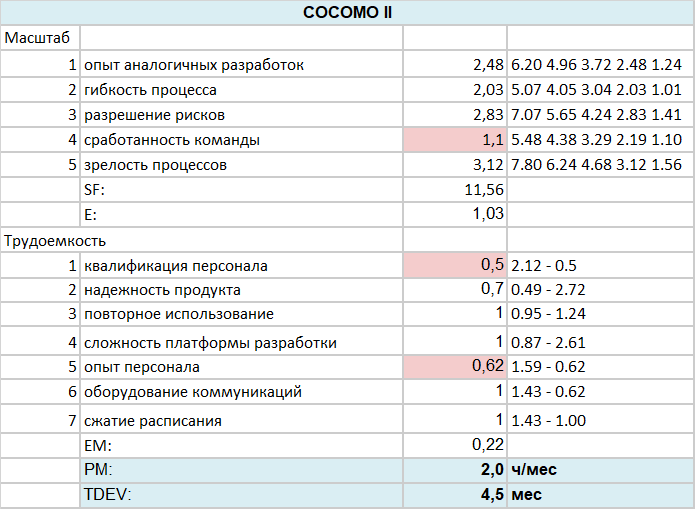 COCOMO II
Масштаб
1 опыт аналогичных разработок 2,48 6.20 4.96 3.72 2.48 1.24
2 гибкость процесса 2,03 5.07 4.05 3.04 2.03 1.01
3 разрешение рисков 2,83 7.07 5.65 4.24 2.83 1.41
4 сработанность команды 1,1 5.48 4.38 3.29 2.19 1.10
5 зрелость процессов 3,12 7.80 6.24 4.68 3.12 1.56
SF: 11,56
E: 1,03
Трудоемкость
1 квалификация персонала 0,5 2.12 - 0.5
2 надежность продукта 0,7 0.49 - 2.72
3 повторное использование 1 0.95 - 1.24
4 сложность платформы разработки 1 0.87 - 2.61
5 опыт персонала 0,62 1.59 - 0.62
6 оборудование коммуникаций 1 1.43 - 0.62
7 сжатие расписания 1 1.43 - 1.00
EM: 0,22
PM: 2,0 ч/мес
TDEV: 4,5 мес